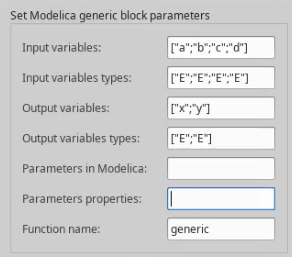 Set Modelica generic block parameters
Input variables: ["a";"b";"c";"d"]
Input variables types: ["E";"E";"E";"E"]
Output variables: ["x";"y"]
Output variables types: ["E";"E"]
Parameters in Modelica:
Parameters properties:
Function name: generic